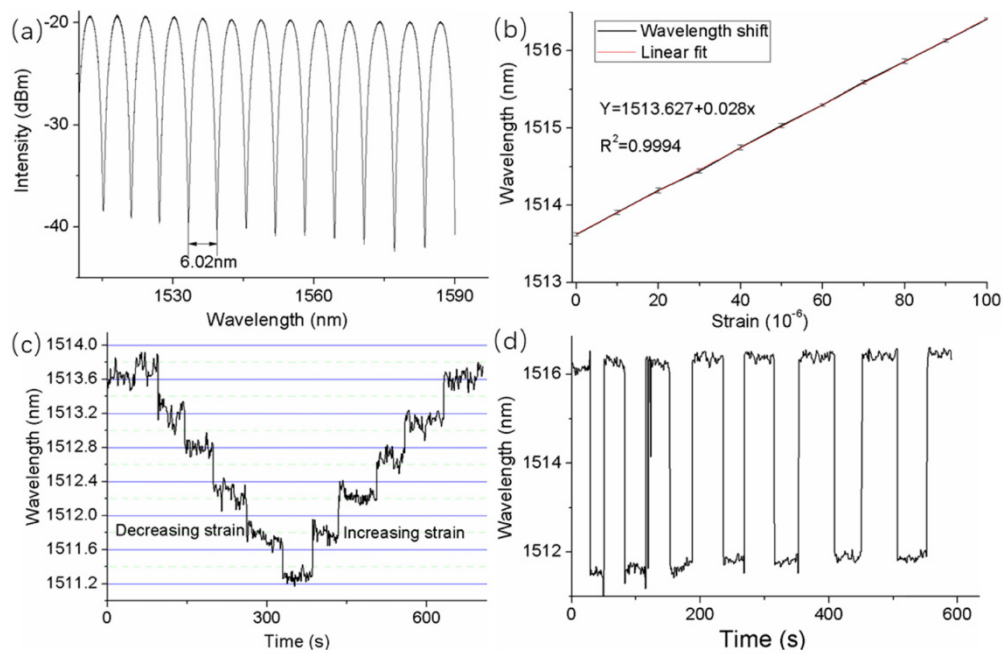 (a)
-20
-30
-40
Intensity (dBm)
6.02nm
1530
1560
1590
Wavelength (nm)
(b)
1516
1515
1514
1513
Wavelength (nm)
Wavelength shift
Linear fit
Y=1513.627+0.028x
R²=0.9994
0
20
40
60
80
100
Strain (10⁻⁶)
(c)
1514.0
1513.6
1513.2
1512.8
1512.4
1512.0
1511.6
1511.2
Wavelength (nm)
Decreasing strain
Increasing strain
0
300
600
Time (s)
(d)
1516
1514
1512
Wavelength (nm)
0
200
400
600
Time (s)